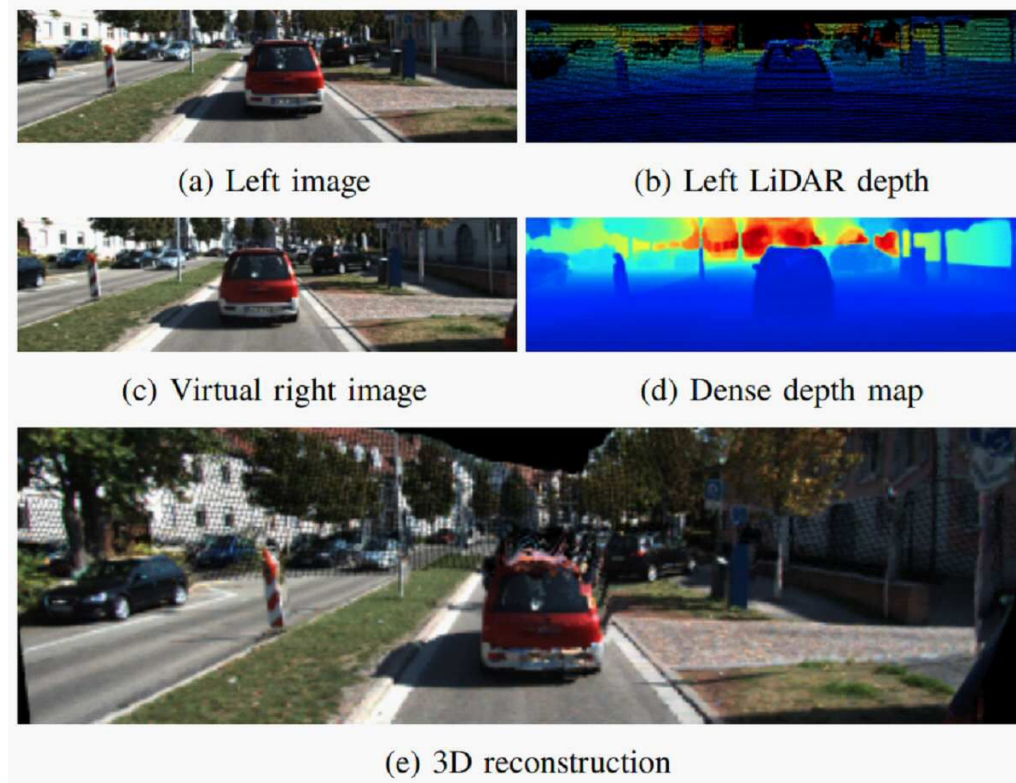 (a) Left image
(b) Left LiDAR depth
(c) Virtual right image
(d) Dense depth map
(e) 3D reconstruction